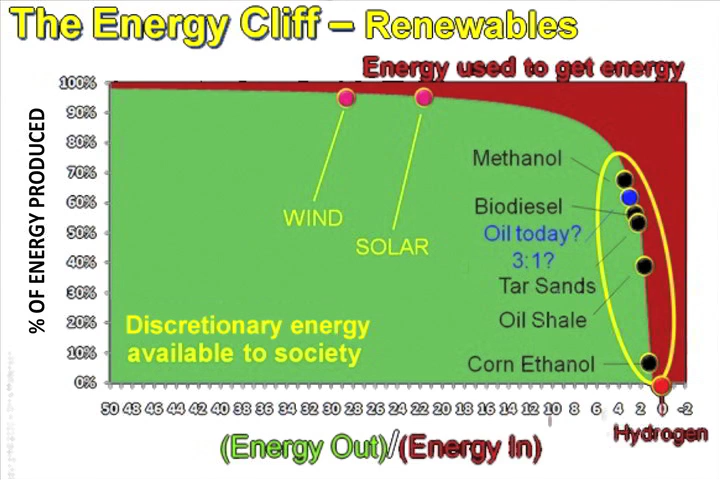 The Energy Cliff – Renewables
Energy used to get energy
100%
90%
80%
70%
60%
50%
40%
30%
20%
10%
0%
% OF ENERGY PRODUCED
Methanol
Biodiesel
WIND
SOLAR
Oil today?
3:1?
Tar Sands
Oil Shale
Corn Ethanol
Discretionary energy
available to society
50 48 46 44 42 40 38 36 34 32 30 28 26 24 22 20 18 16 14 12 10 8 6 4 2 0 -2
Hydrogen
(Energy Out)/(Energy In)